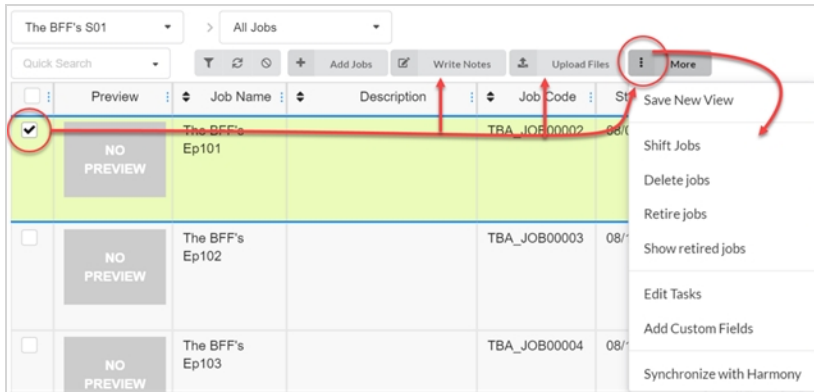 The BFF's S01
All Jobs
Quick Search
Add Jobs
Write Notes
Upload Files
More
Preview
Job Name
Description
Job Code
Save New View
Shift Jobs
Delete jobs
Retire jobs
Show retired jobs
Edit Tasks
Add Custom Fields
Synchronize with Harmony
NO
PREVIEW
The BFF's
Ep101
TBA_JOB00002
NO
PREVIEW
The BFF's
Ep102
TBA_JOB00003
08/1
NO
PREVIEW
The BFF's
Ep103
TBA_JOB00004